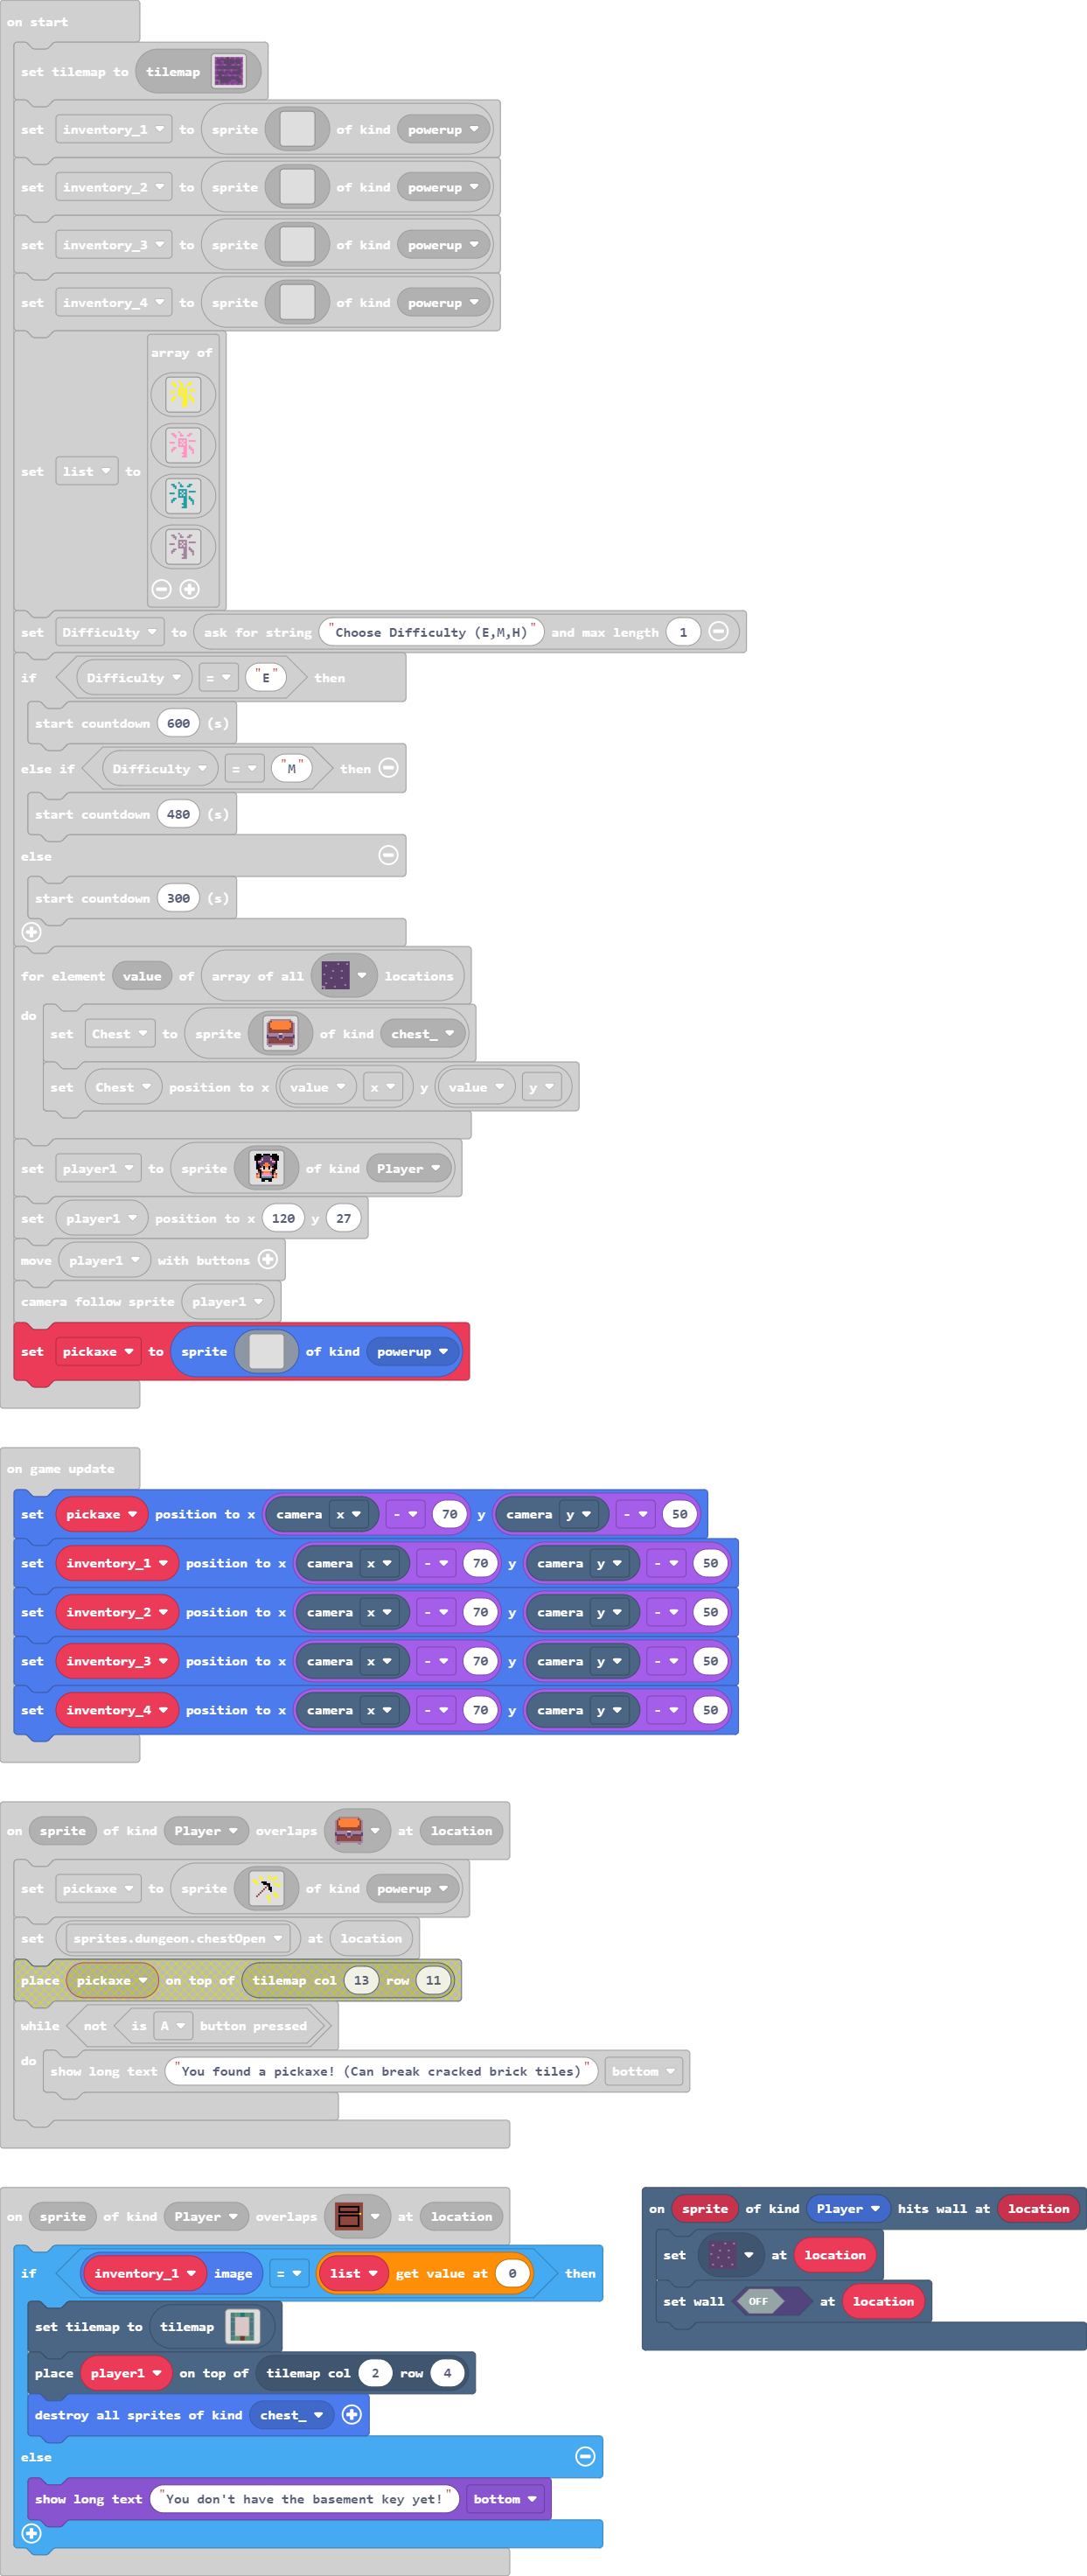 on start
set tilemap to tilemap
set inventory_1 to sprite of kind powerup
set inventory_2 to sprite of kind powerup
set inventory_3 to sprite of kind powerup
set inventory_4 to sprite of kind powerup
array of
set list to
set Difficulty to ask for string "Choose Difficulty (E,M,H)" and max length 1
if Difficulty = "E" then
start countdown 600 (s)
else if Difficulty = "M" then
start countdown 480 (s)
else
start countdown 300 (s)
for element value of array of all locations
do
set Chest to sprite of kind chest_
set Chest position to x value x y value y
set player1 to sprite of kind Player
set player1 position to x 120 y 27
move player1 with buttons
camera follow sprite player1
set pickaxe to sprite of kind powerup
on game update
set pickaxe position to x camera x - 70 y camera y - 50
set inventory_1 position to x camera x - 70 y camera y - 50
set inventory_2 position to x camera x - 70 y camera y - 50
set inventory_3 position to x camera x - 70 y camera y - 50
set inventory_4 position to x camera x - 70 y camera y - 50
on sprite of kind Player overlaps at location
set pickaxe to sprite of kind powerup
set sprites.dungeon.chestOpen at location
place pickaxe on top of tilemap col 13 row 11
while not is A button pressed
do
show long text "You found a pickaxe! (Can break cracked brick tiles)" bottom
on sprite of kind Player overlaps at location
if inventory_1 image = list get value at 0 then
set tilemap to tilemap
place player1 on top of tilemap col 2 row 4
destroy all sprites of kind chest_
else
show long text "You don't have the basement key yet!" bottom
on sprite of kind Player hits wall at location
set at location
set wall OFF at location